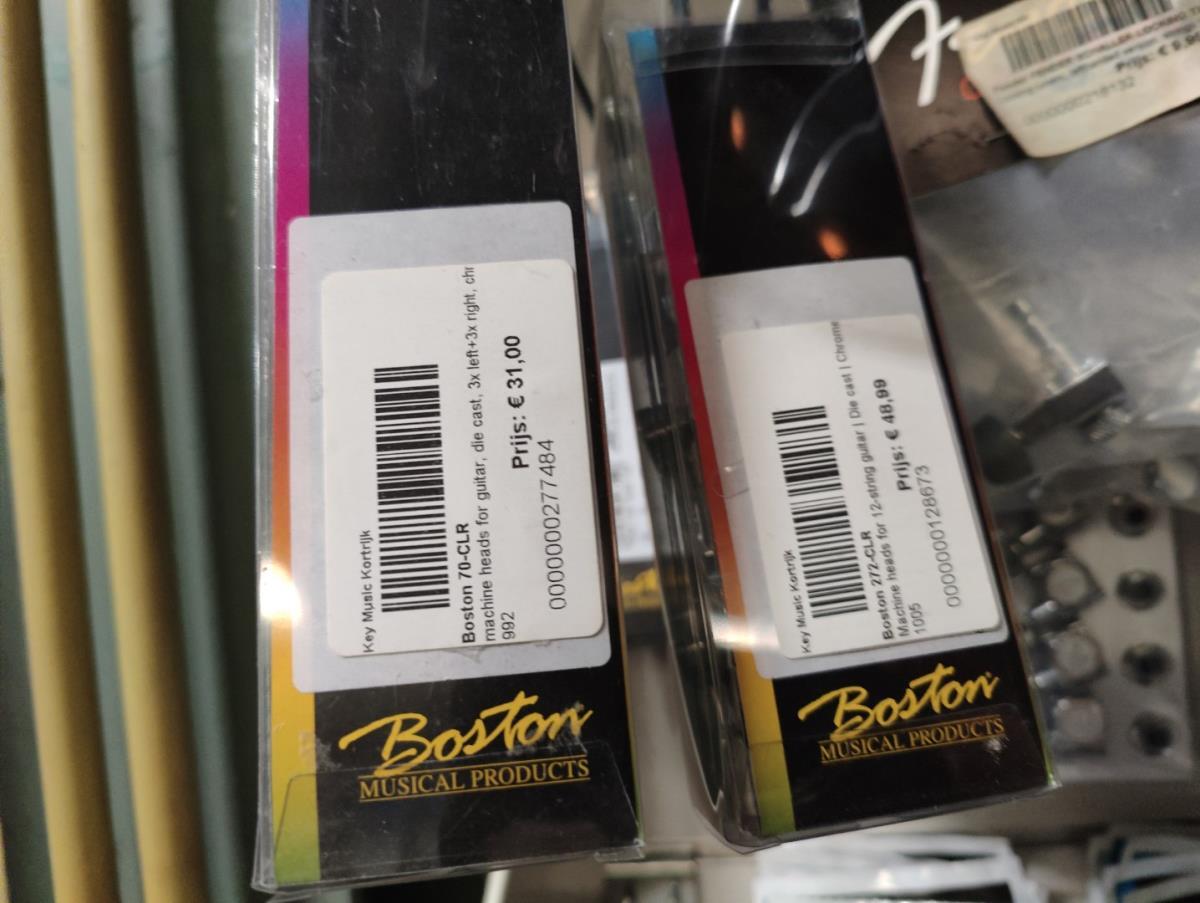 Key Music Kortrijk
Boston 70-CLR
machine heads for guitar, die cast, 3x left+3x right, chr
992
Prijs: € 31,00
0000000277484
Boston
MUSICAL PRODUCTS
Key Music Kortrijk
Boston 272-CLR
Machine heads for 12-string guitar | Die cast | Chrome
1005
Prijs: € 48,99
0000000128673
Boston
MUSICAL PRODUCTS
Prijs: €
0000000218132